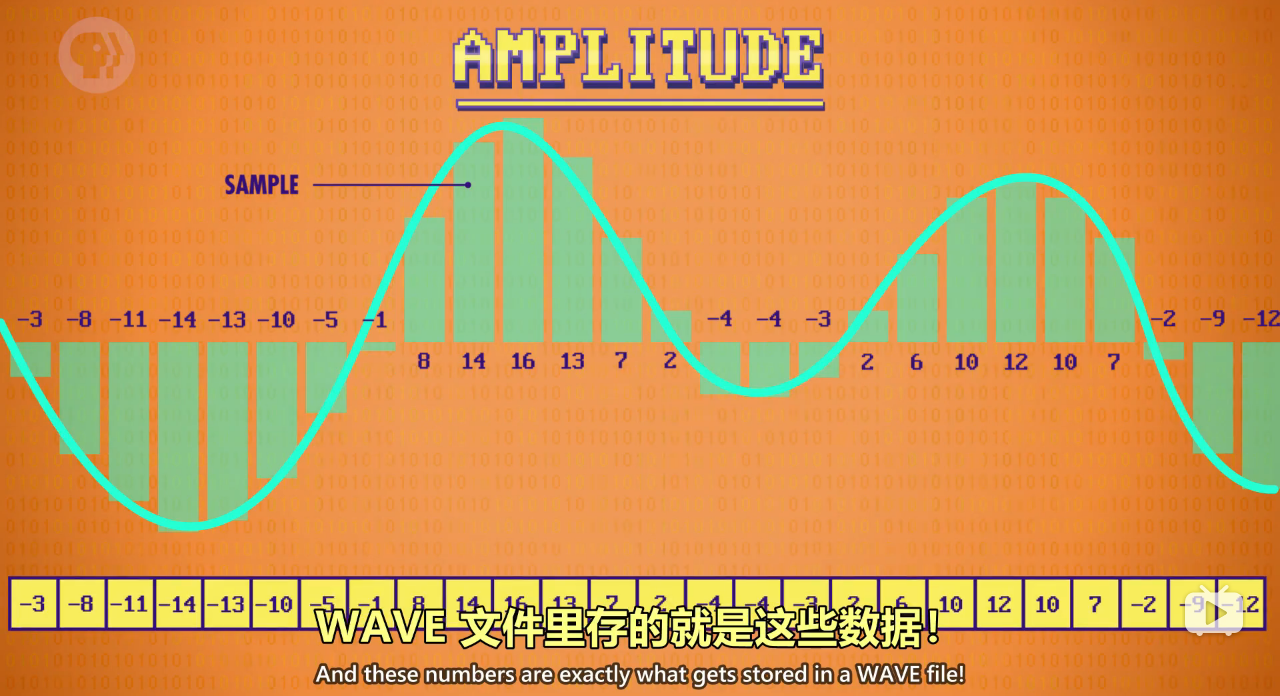 AMPLITUDE
SAMPLE
-3 -8 -11 -14 -13 -10 -5 -1 -4 -4 -3 -2 -9 -12
8 14 16 13 7 2 2 6 10 12 10 7
-3 -8 -11 -14 -13 -10 -5 -1 8 14 16 13 7 2 -4 -4 -3 2 6 10 12 10 7 -2 -9 -12
WAVE 文件里存的就是这些数据!
And these numbers are exactly what gets stored in a WAVE file!